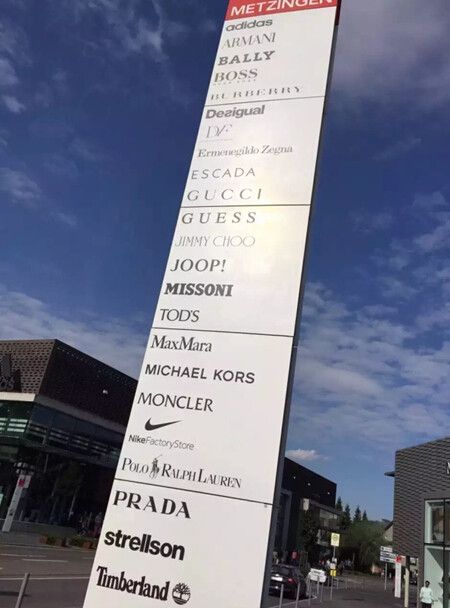 METZINGEN
adidas
ARMANI
BALLY
BOSS
BURBERRY
Desigual
DvF
Ermenegildo Zegna
ESCADA
GUCCI
GUESS
JIMMY CHOO
JOOP!
MISSONI
TOD'S
MaxMara
MICHAEL KORS
MONCLER
NikeFactoryStore
POLO RALPH LAUREN
PRADA
strellson
Timberland